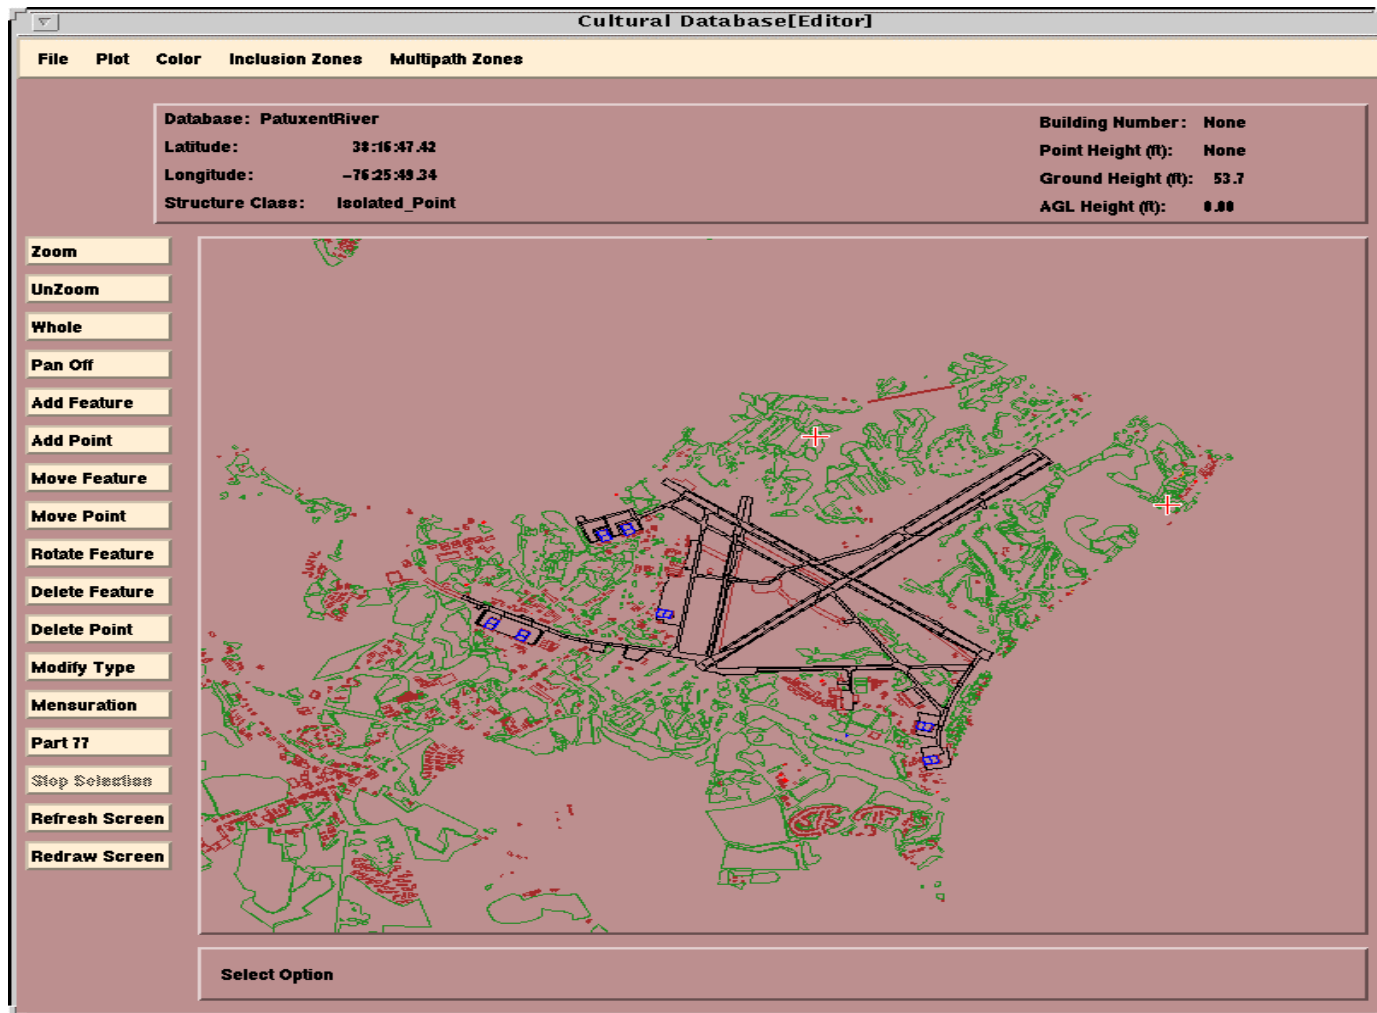 Cultural Database[Editor]
File Plot Color Inclusion Zones Multipath Zones
Database: PatuxentRiver
Latitude: 38:16:47.42
Longitude: -76:25:49.34
Structure Class: Isolated_Point
Building Number: None
Point Height (ft): None
Ground Height (ft): 53.7
AGL Height (ft): 0.00
Zoom
UnZoom
Whole
Pan Off
Add Feature
Add Point
Move Feature
Move Point
Rotate Feature
Delete Feature
Delete Point
Modify Type
Mensuration
Part 77
Stop Selection
Refresh Screen
Redraw Screen
Select Option